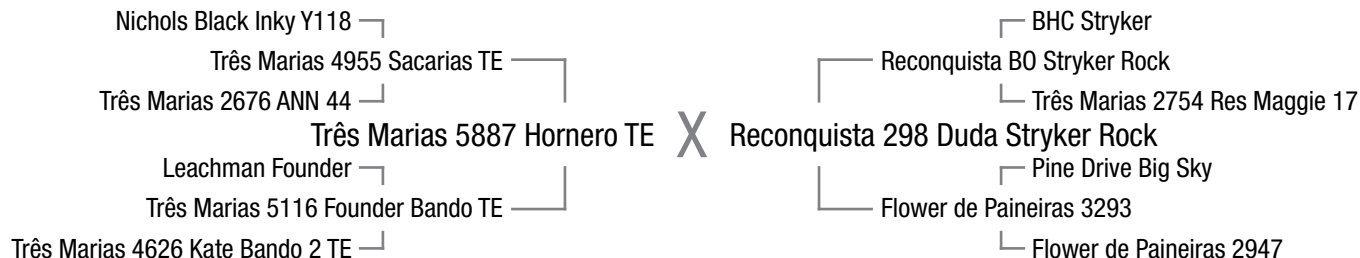 Nichols Black Inky Y118
BHC Stryker
Três Marias 4955 Sacarias TE
Reconquista BO Stryker Rock
Três Marias 2676 ANN 44
Três Marias 2754 Res Maggie 17
Três Marias 5887 Hornero TE X Reconquista 298 Duda Stryker Rock
Leachman Founder
Pine Drive Big Sky
Três Marias 5116 Founder Bando TE
Flower de Paineiras 3293
Três Marias 4626 Kate Bando 2 TE
Flower de Paineiras 2947